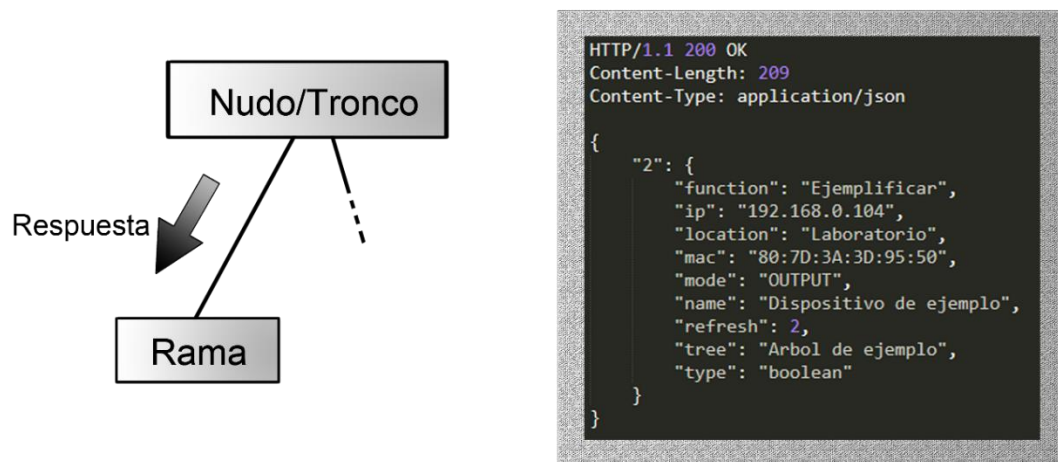 Nudo/Tronco
Respuesta
Rama
HTTP/1.1 200 OK
Content-Length: 209
Content-Type: application/json
{
"2": {
"function": "Ejemplificar",
"ip": "192.168.0.104",
"location": "Laboratorio",
"mac": "80:7D:3A:3D:95:50",
"mode": "OUTPUT",
"name": "Dispositivo de ejemplo",
"refresh": 2,
"tree": "Arbol de ejemplo",
"type": "boolean"
}
}